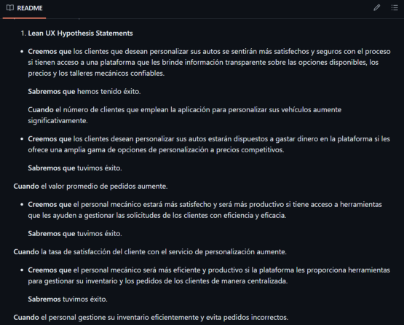 README
1. Lean UX Hypothesis Statements
Creemos que los clientes que desean personalizar sus autos se sentirán más satisfechos y seguros con el proceso
si tienen acceso a una plataforma que les brinde información transparente sobre las opciones disponibles, los
precios y los talleres mecánicos confiables.
Sabremos que hemos tenido éxito.
Cuando el número de clientes que emplean la aplicación para personalizar sus vehículos aumente
significativamente.
Creemos que los clientes desean personalizar sus autos estarán dispuestos a gastar dinero en la plataforma si les
ofrece una amplia gama de opciones de personalización a precios competitivos.
Sabremos que tuvimos éxito.
Cuando el valor promedio de pedidos aumente.
Creemos que el personal mecánico estará más satisfecho y será más productivo si tiene acceso a herramientas
que les ayuden a gestionar las solicitudes de los clientes con eficiencia y eficacia.
Sabremos que tuvimos éxito.
Cuando la tasa de satisfacción del cliente con el servicio de personalización aumente.
Creemos que el personal mecánico será más eficiente y productivo si la plataforma les proporciona herramientas
para gestionar su inventario y los pedidos de los clientes de manera centralizada.
Sabremos tuvimos éxito.
Cuando el personal gestione su inventario eficientemente y evita pedidos incorrectos.